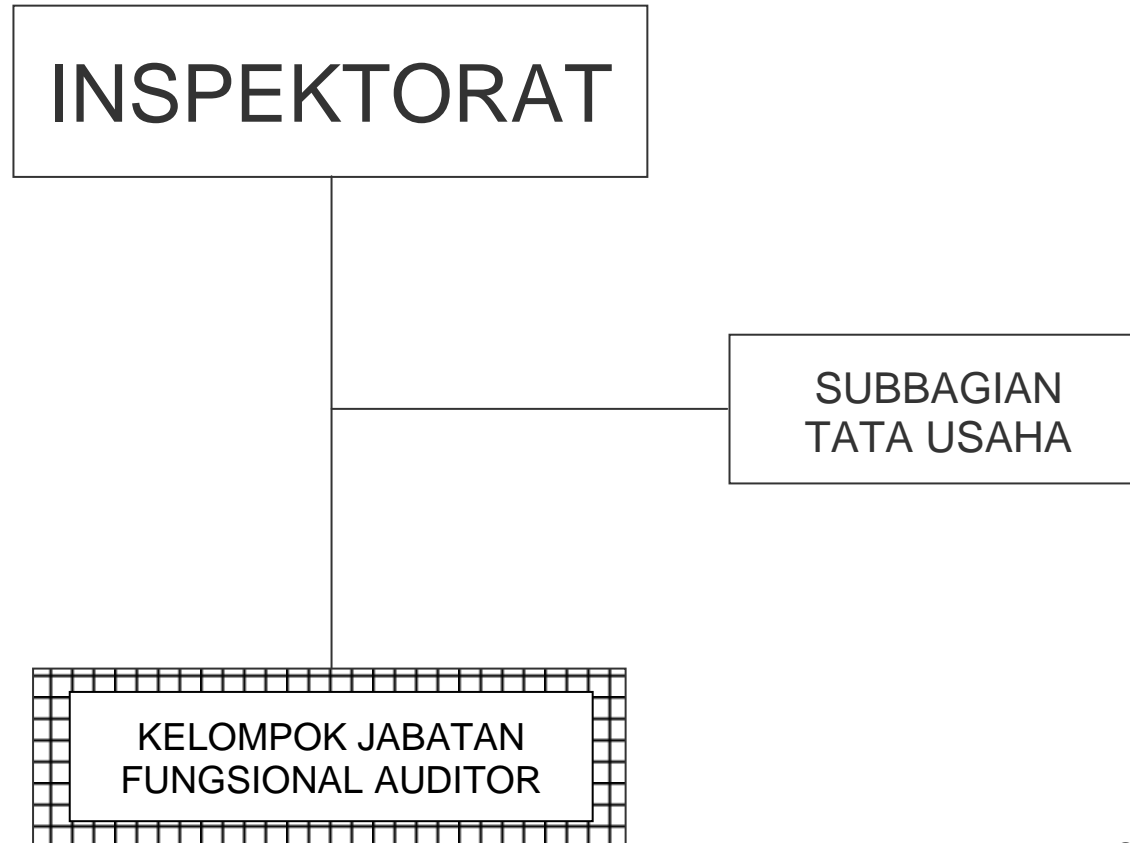 INSPEKTORAT
SUBBAGIAN
TATA USAHA
KELOMPOK JABATAN
FUNGSIONAL AUDITOR